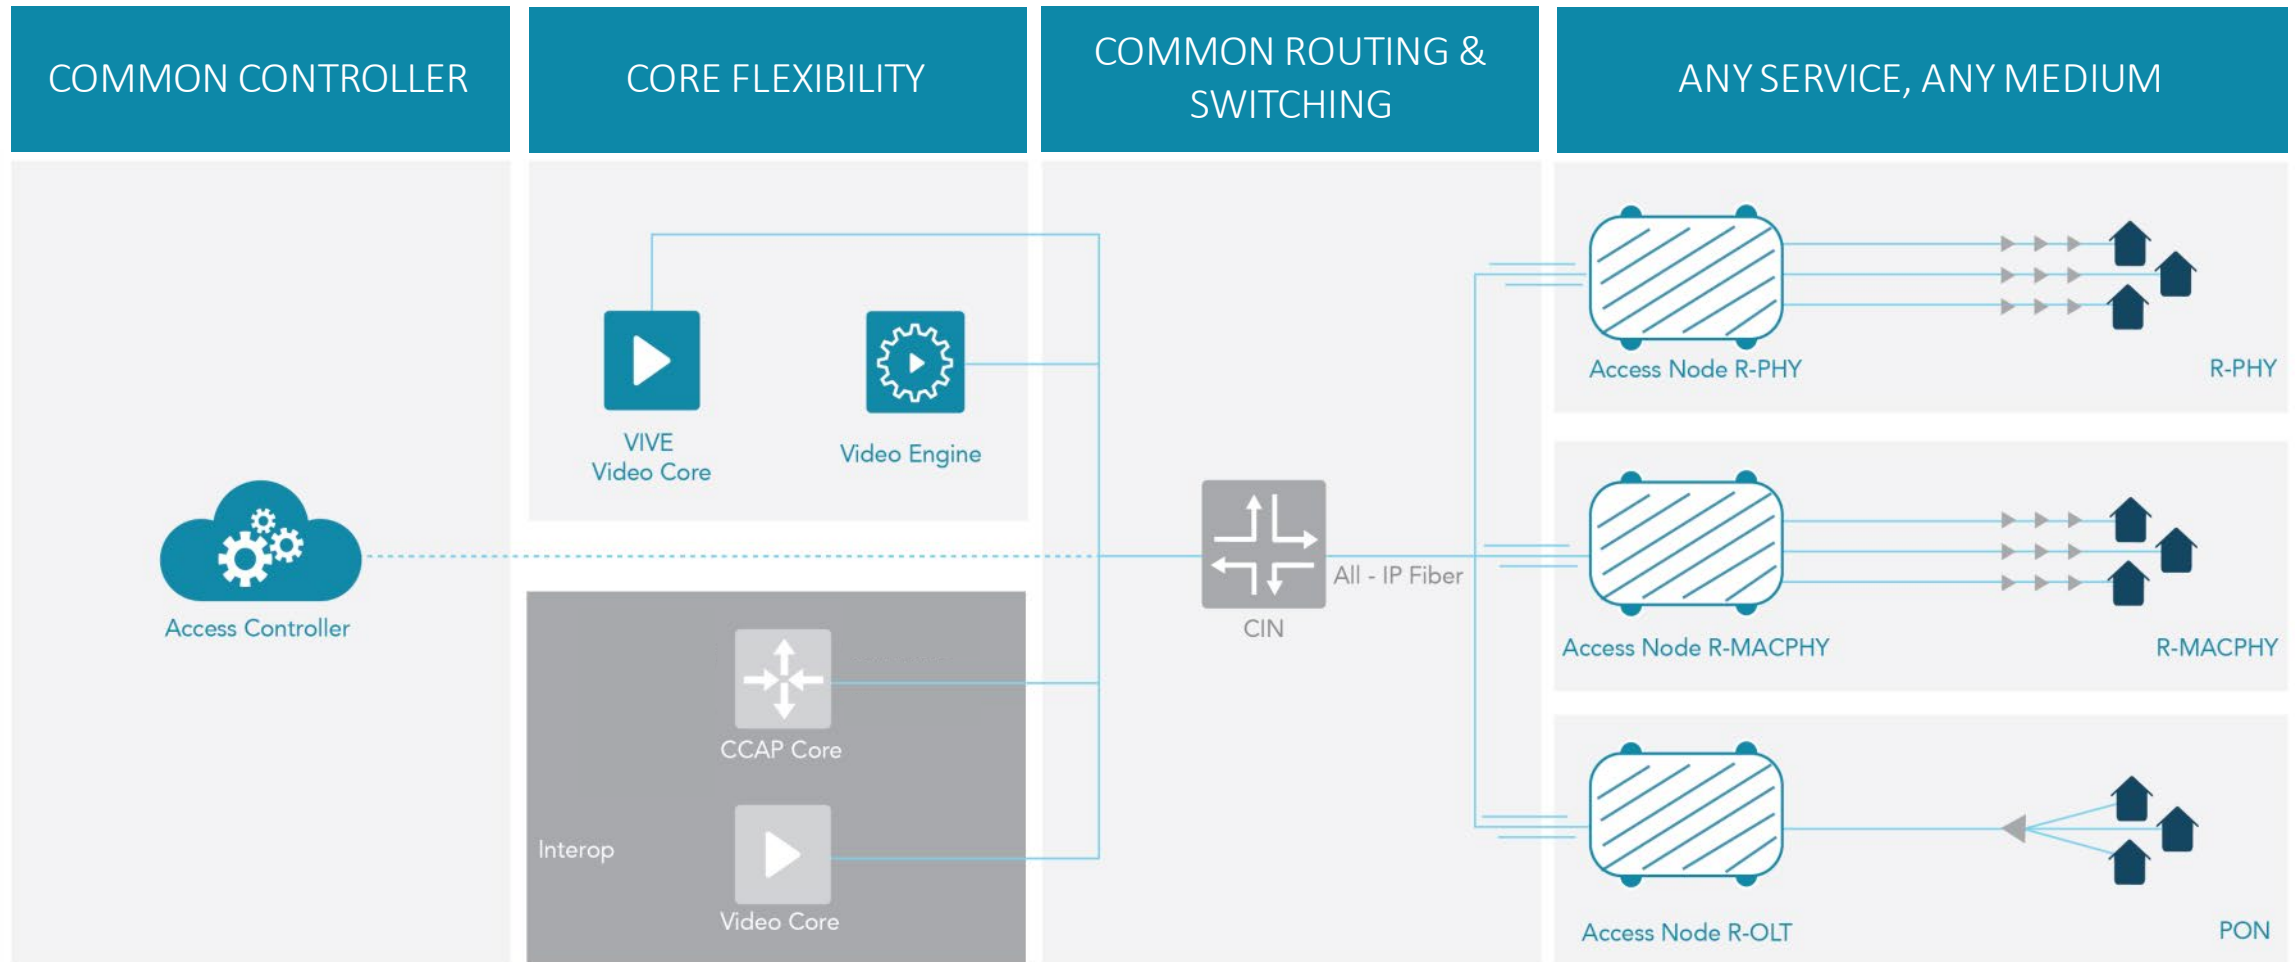 COMMON CONTROLLER
CORE FLEXIBILITY
COMMON ROUTING &
SWITCHING
ANY SERVICE, ANY MEDIUM
Access Controller
VIVE
Video Core
Video Engine
Interop
CCAP Core
Video Core
CIN
All - IP Fiber
Access Node R-PHY
R-PHY
Access Node R-MACPHY
R-MACPHY
Access Node R-OLT
PON